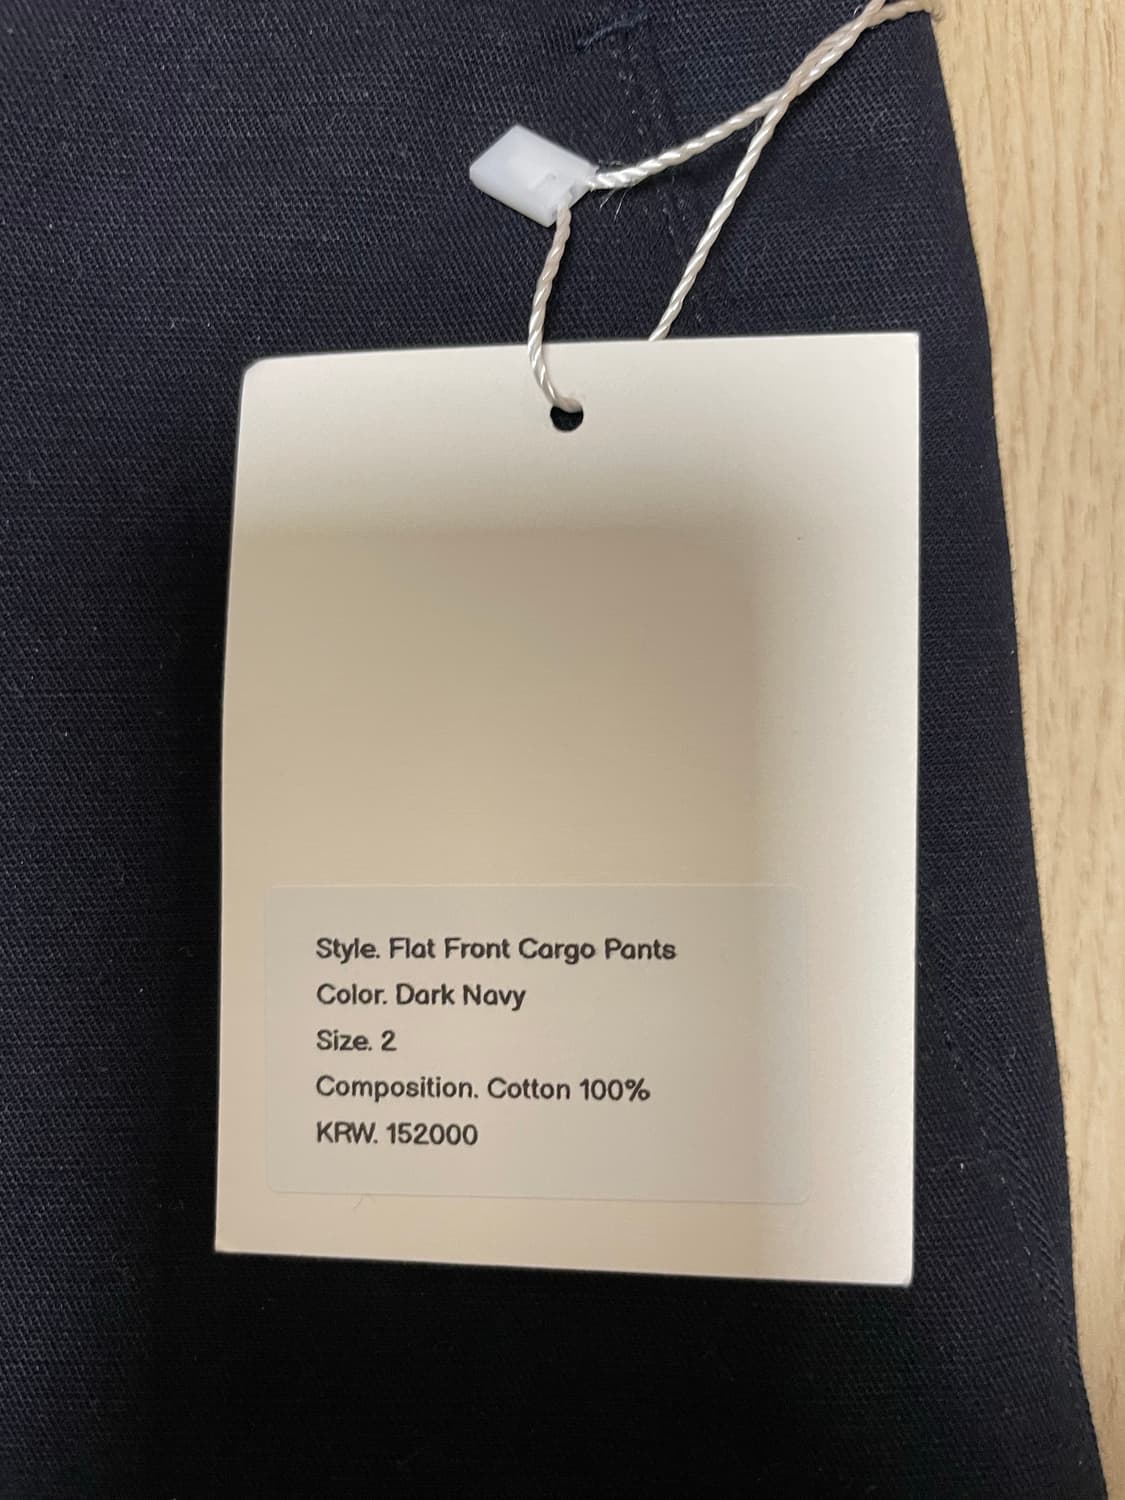 Style. Flat Front Cargo Pants
Color. Dark Navy
Size. 2
Composition. Cotton 100%
KRW. 152000